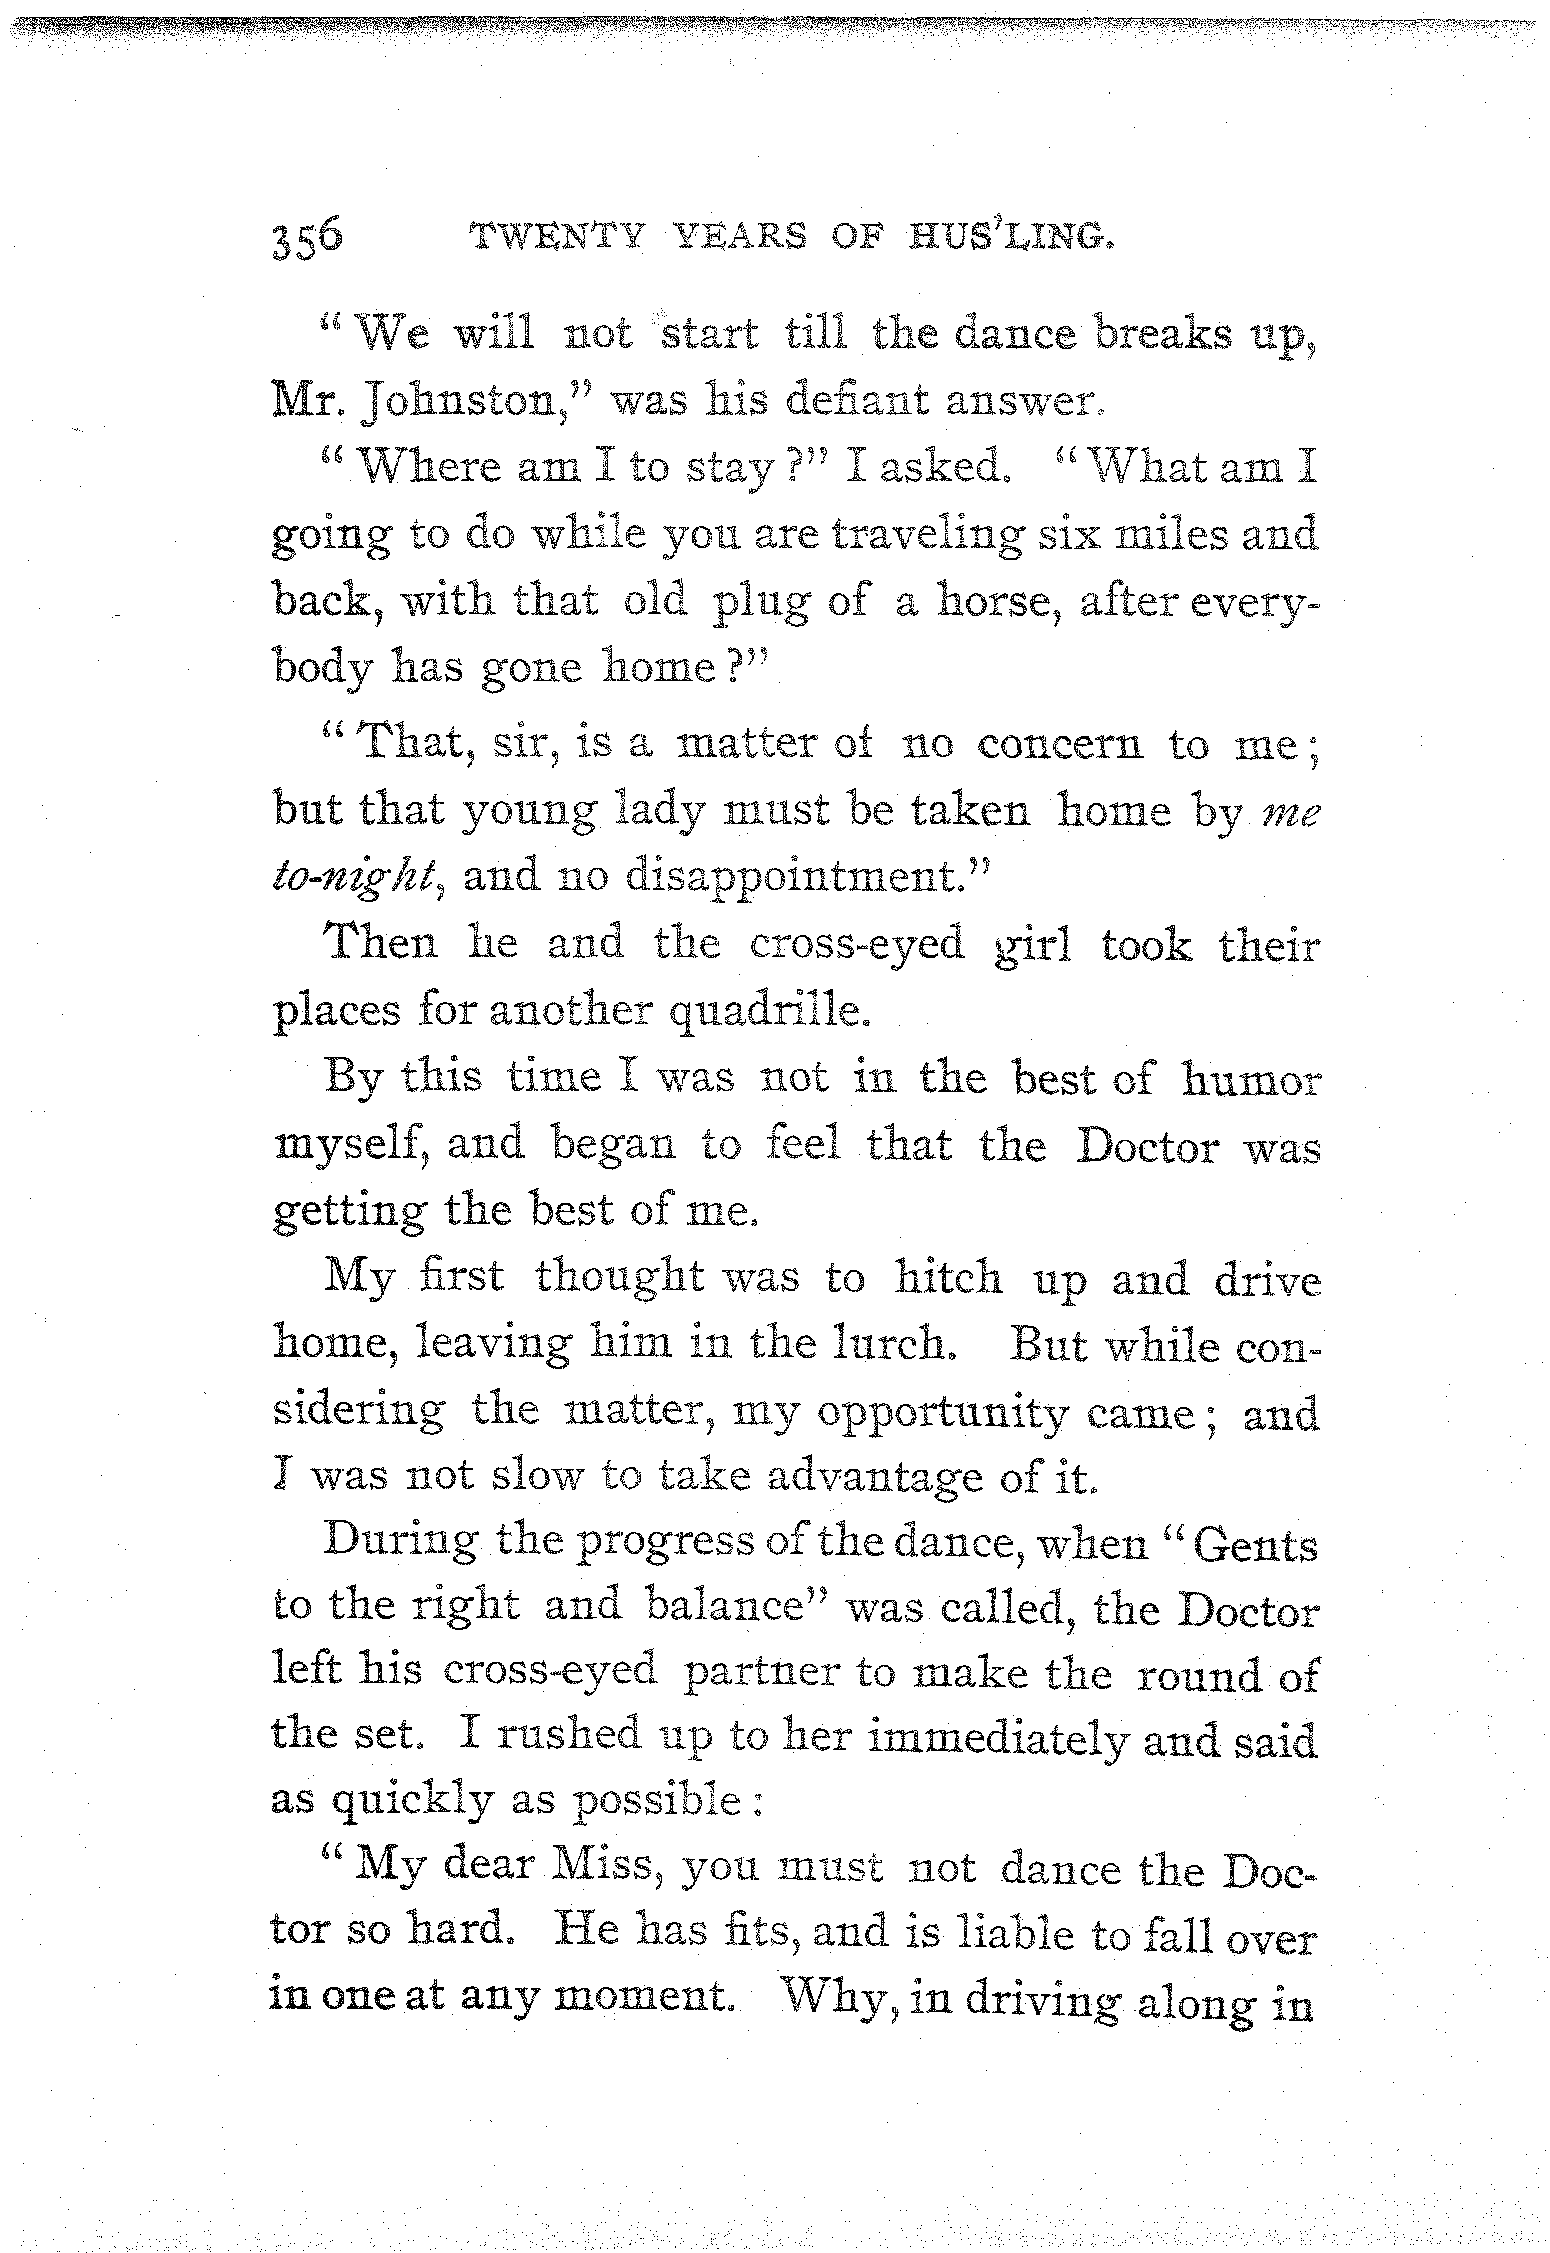 356 TWENTY YEARS OF HUS'LING.
"We will not start till the dance breaks up,
Mr. Johnston," was his defiant answer.
"Where am I to stay?" I asked. "What am I
going to do while you are traveling six miles and
back, with that old plug of a horse, after every-
body has gone home?"
"That, sir, is a matter of no concern to me;
but that young lady must be taken home by me
to-night, and no disappointment."
Then he and the cross-eyed girl took their
places for another quadrille.
By this time I was not in the best of humor
myself, and began to feel that the Doctor was
getting the best of me.
My first thought was to hitch up and drive
home, leaving him in the lurch. But while con-
sidering the matter, my opportunity came; and
I was not slow to take advantage of it.
During the progress of the dance, when "Gents
to the right and balance" was called, the Doctor
left his cross-eyed partner to make the round of
the set. I rushed up to her immediately and said
as quickly as possible:
"My dear Miss, you must not dance the Doc-
tor so hard. He has fits, and is liable to fall over
in one at any moment. Why, in driving along in